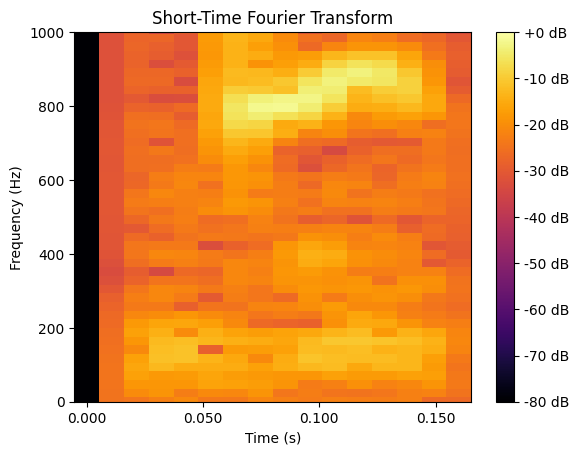 Short-Time Fourier Transform
1000
800
600
400
200
0
Frequency (Hz)
0.000
0.050
0.100
0.150
Time (s)
+0 dB
-10 dB
-20 dB
-30 dB
-40 dB
-50 dB
-60 dB
-70 dB
-80 dB